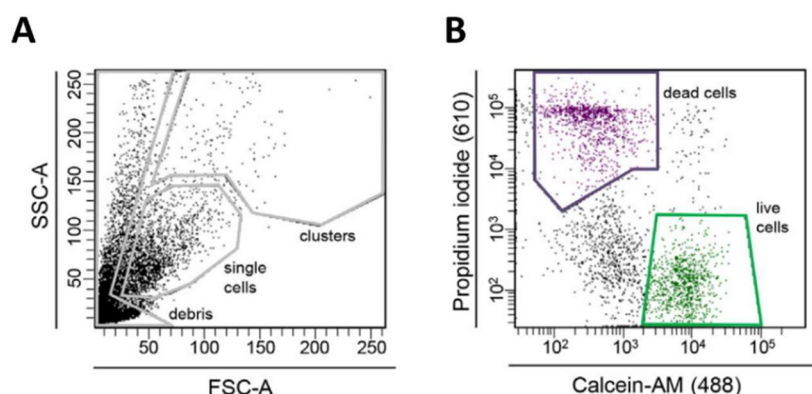 A
SSC-A
250
200
150
100
50
clusters
single
cells
debris
50 100 150 200 250
FSC-A
B
Propidium iodide (610)
10⁵
10⁴
10³
10²
dead cells
live
cells
10² 10³ 10⁴ 10⁵
Calcein-AM (488)